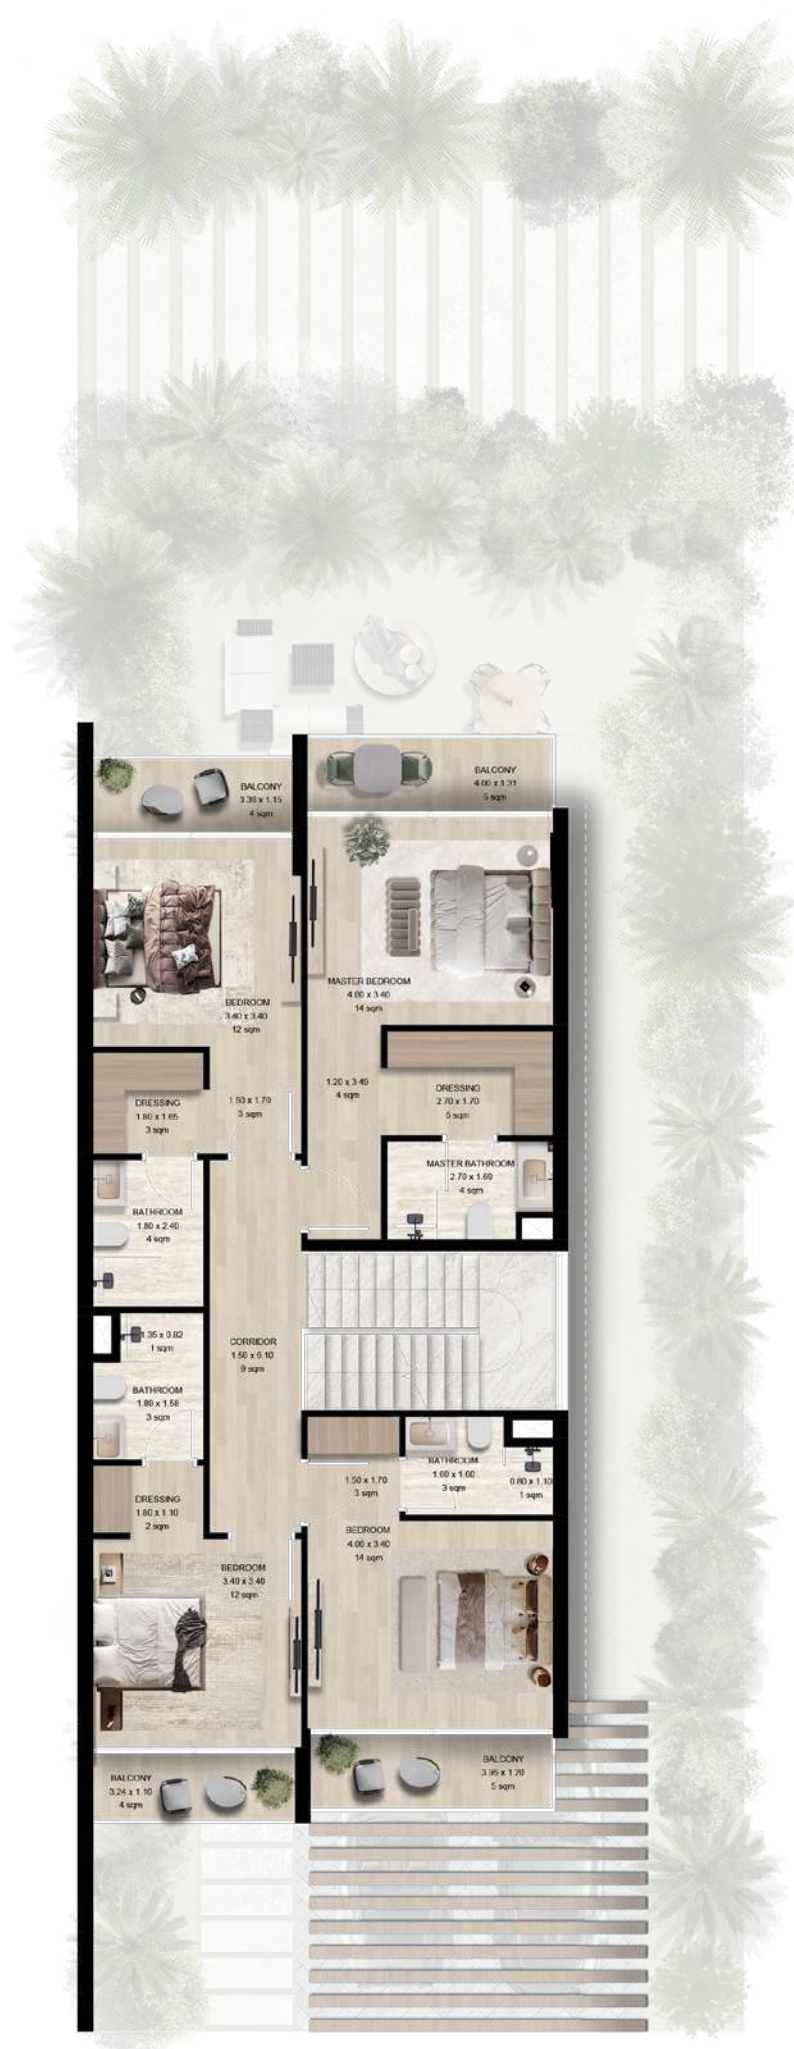 BALCONY
3.36 x 1.15
4 sqm
BALCONY
4.00 x 1.31
5 sqm
BEDROOM
3.40 x 3.40
12 sqm
MASTER BEDROOM
4.00 x 3.40
14 sqm
DRESSING
1.80 x 1.65
3 sqm
1.50 x 1.70
3 sqm
1.20 x 3.49
4 sqm
DRESSING
2.70 x 1.70
5 sqm
BATHROOM
1.80 x 2.40
4 sqm
MASTER BATHROOM
2.70 x 1.60
4 sqm
1.35 x 0.82
1 sqm
CORRIDOR
1.50 x 6.10
9 sqm
BATHROOM
1.80 x 1.58
3 sqm
DRESSING
1.80 x 1.10
2 sqm
1.50 x 1.70
3 sqm
BATHROOM
1.60 x 1.60
3 sqm
0.80 x 1.10
1 sqm
BEDROOM
3.40 x 3.40
12 sqm
BEDROOM
4.00 x 3.40
14 sqm
BALCONY
3.24 x 1.10
4 sqm
BALCONY
3.95 x 1.20
5 sqm